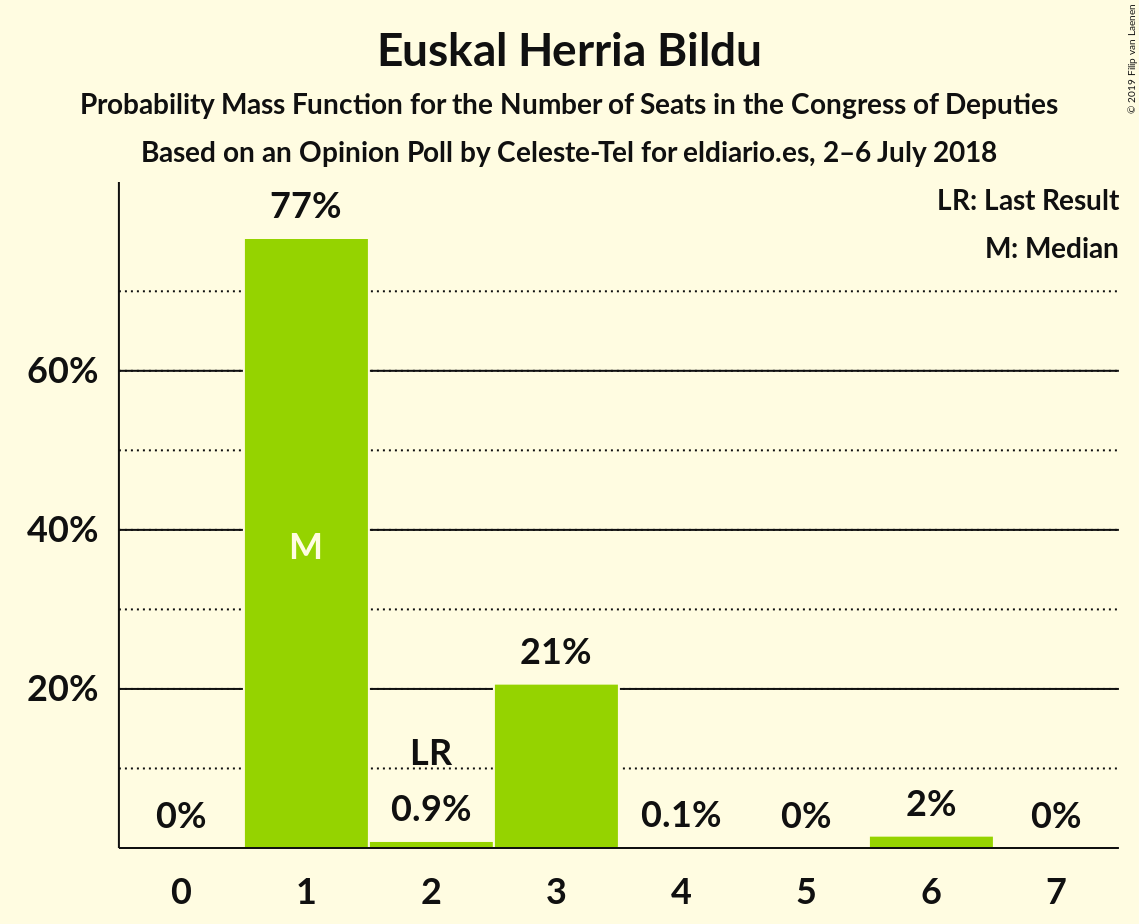 © 2019 Filip van Laenen
Euskal Herria Bildu
Probability Mass Function for the Number of Seats in the Congress of Deputies
Based on an Opinion Poll by Celeste-Tel for eldiario.es, 2–6 July 2018
LR: Last Result
M: Median
77%
60%
40%
M
21%
20%
LR
0%
0.9%
0.1%
0%
2%
0%
0 1 2 3 4 5 6 7